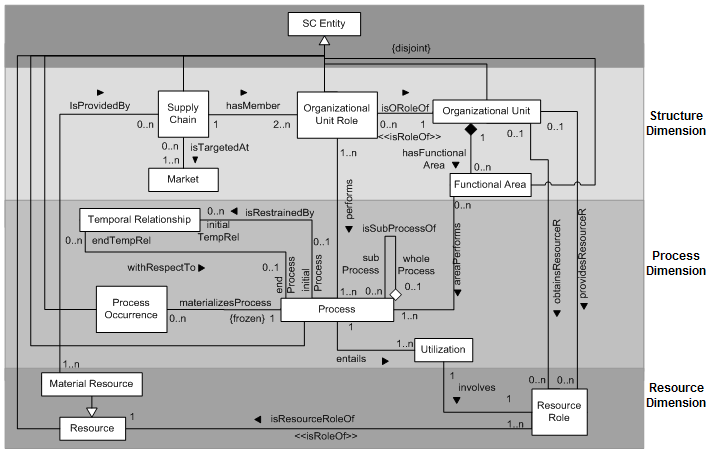 SC Entity
{disjoint}
IsProvidedBy
0..n
Supply
Chain
hasMember
1
2..n
Organizational
Unit Role
isORoleOf
0..n
1
<<isRoleOf>>
Organizational Unit
1
0..1
0..1
Structure
Dimension
0..n
isTargetedAt
1..n
Market
1..n
hasFunctional
Area
0..n
Functional Area
0..n
performs
Temporal Relationship
0..n
isRestrainedBy
initial
TempRel
0..n
endTempRel
0..1
withRespectTo
0..1
end
Process
initial
Process
isSubProcessOf
sub
Process
whole
Process
0..n
0..1
areaPerforms
obtainsResourceR
providesResourceR
Process
Dimension
Process
Occurrence
materializesProcess
0..n
{frozen}
1
1..n
Process
1..n
1
entails
1..n
Utilization
1..n
Material Resource
1
involves
1
0..n
0..n
Resource
Role
1..n
Resource
Dimension
Resource
1
isResourceRoleOf
<<isRoleOf>>